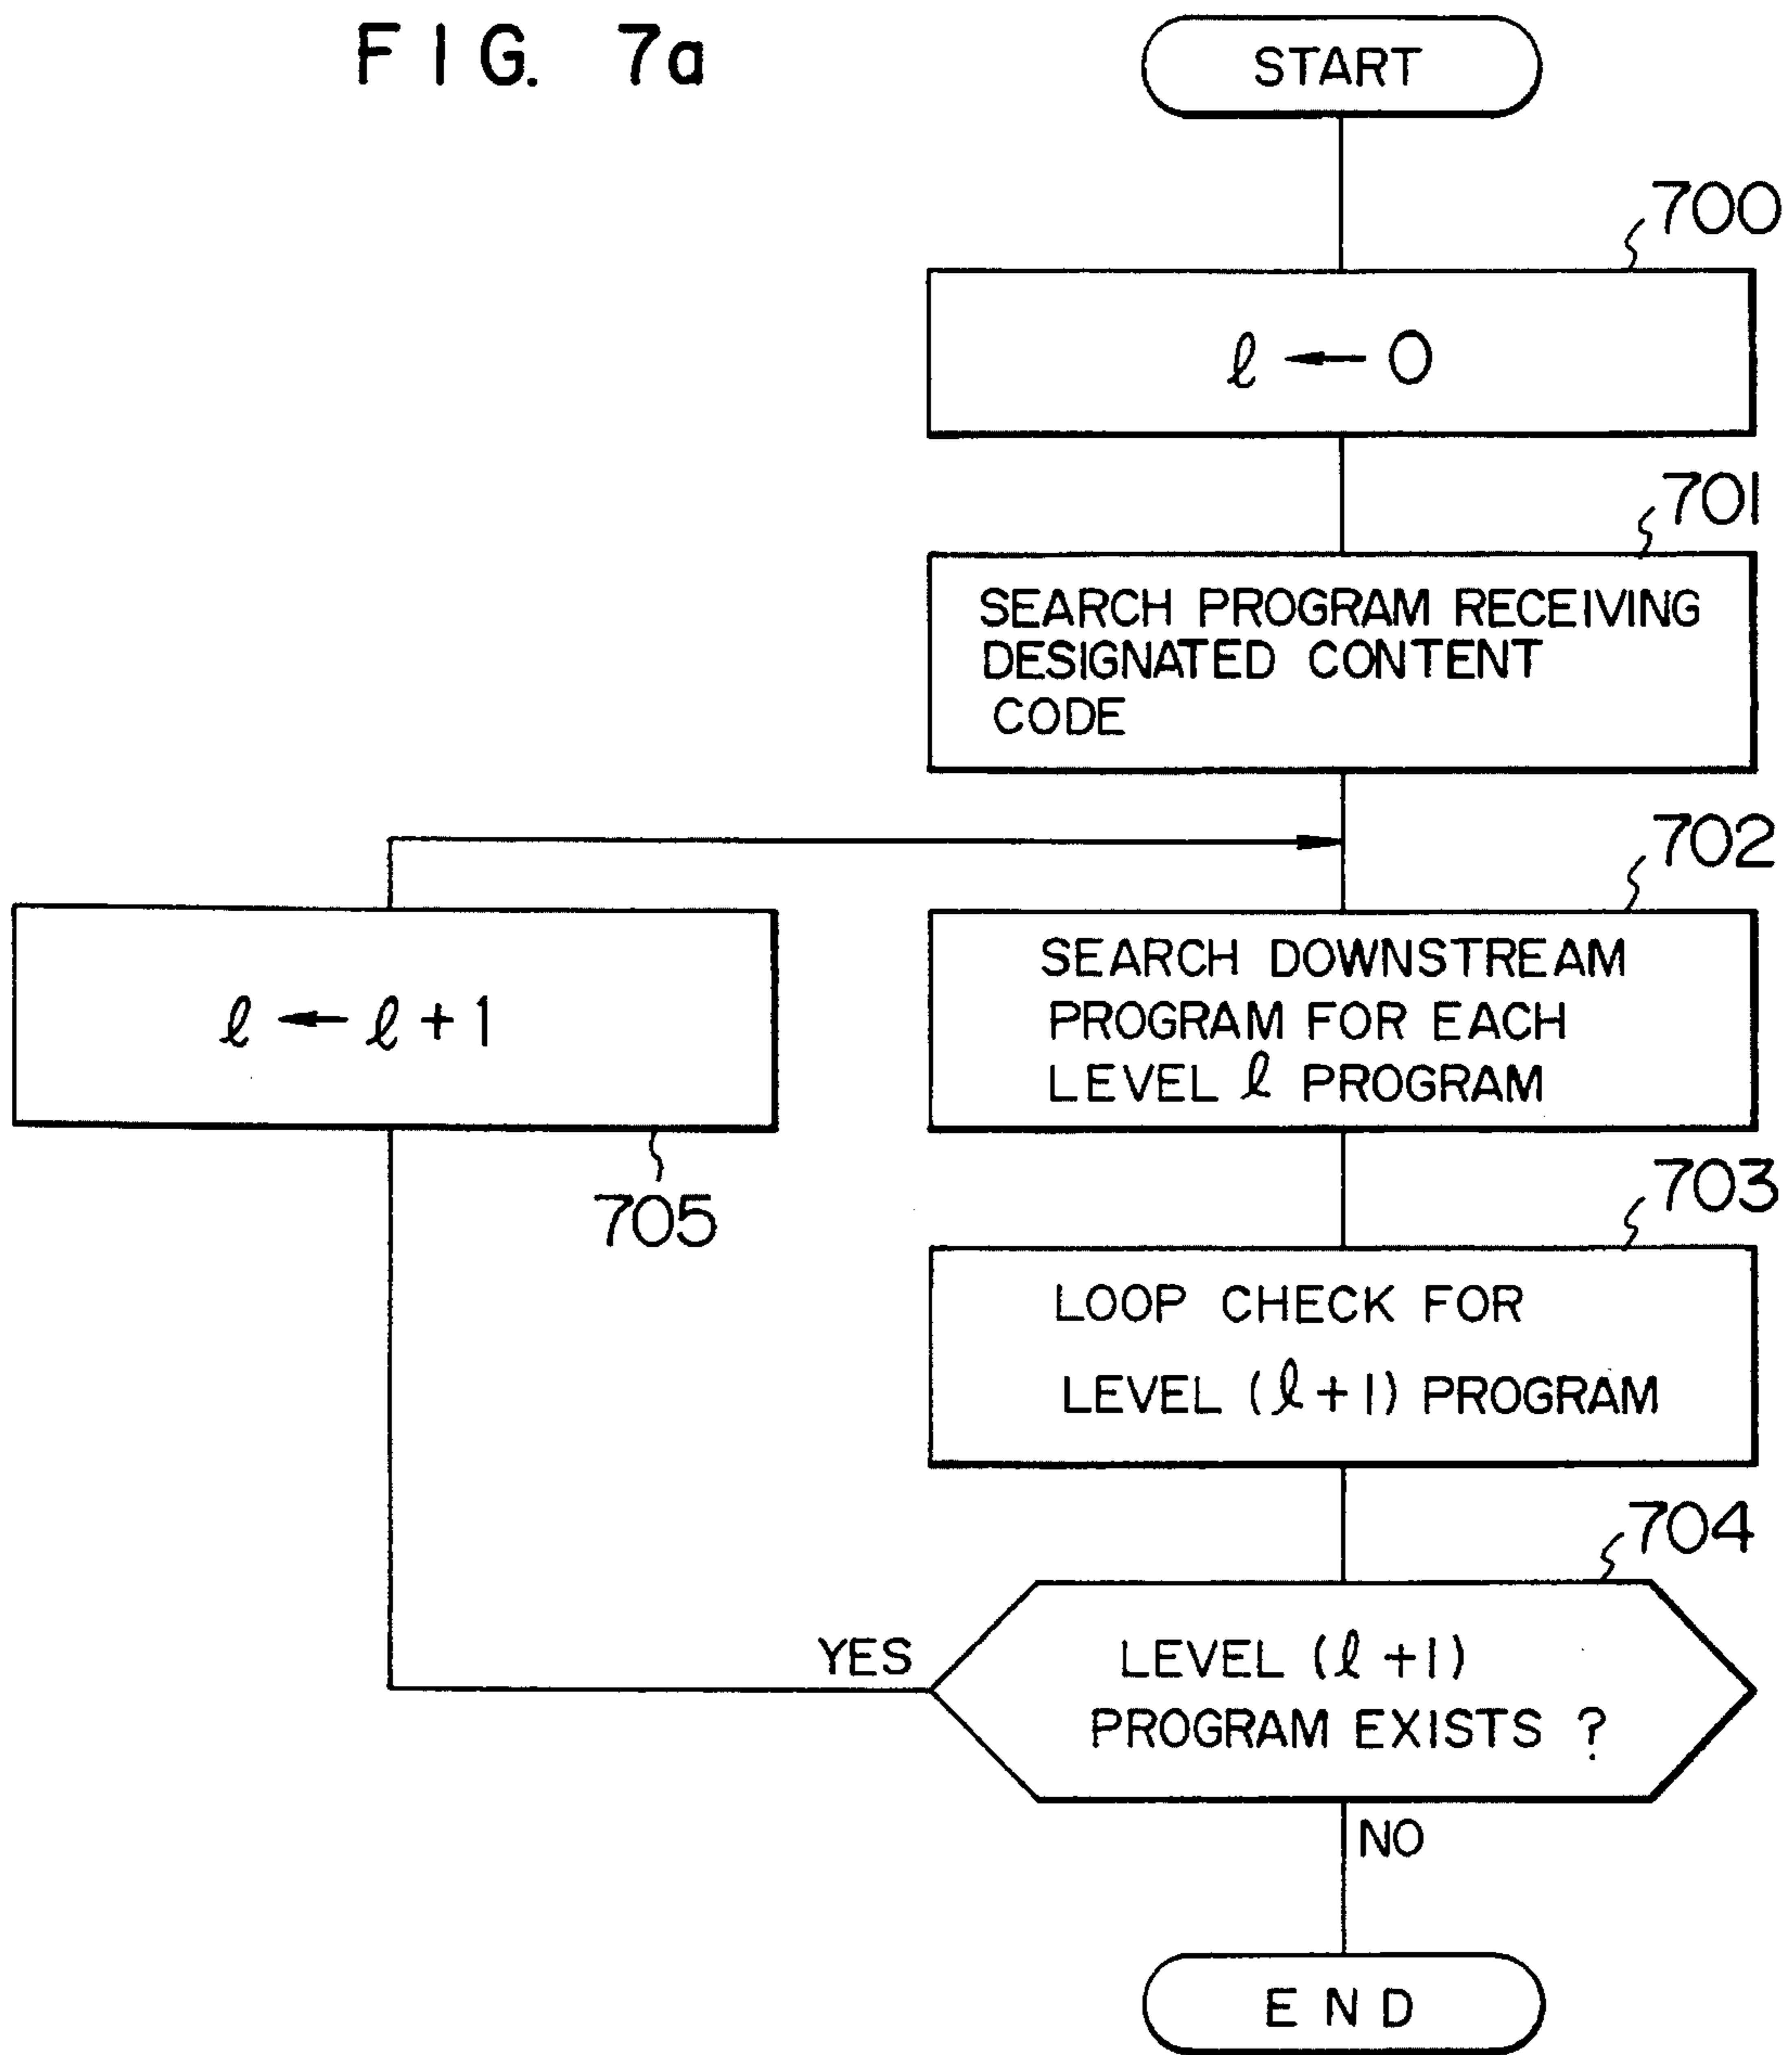 FIG. 7a
START
700
ℓ ← 0
701
SEARCH PROGRAM RECEIVING
DESIGNATED CONTENT
CODE
702
SEARCH DOWNSTREAM
PROGRAM FOR EACH
LEVEL ℓ PROGRAM
ℓ ← ℓ + 1
705
703
LOOP CHECK FOR
LEVEL (ℓ + 1) PROGRAM
704
YES
LEVEL (ℓ + 1)
PROGRAM EXISTS ?
NO
END